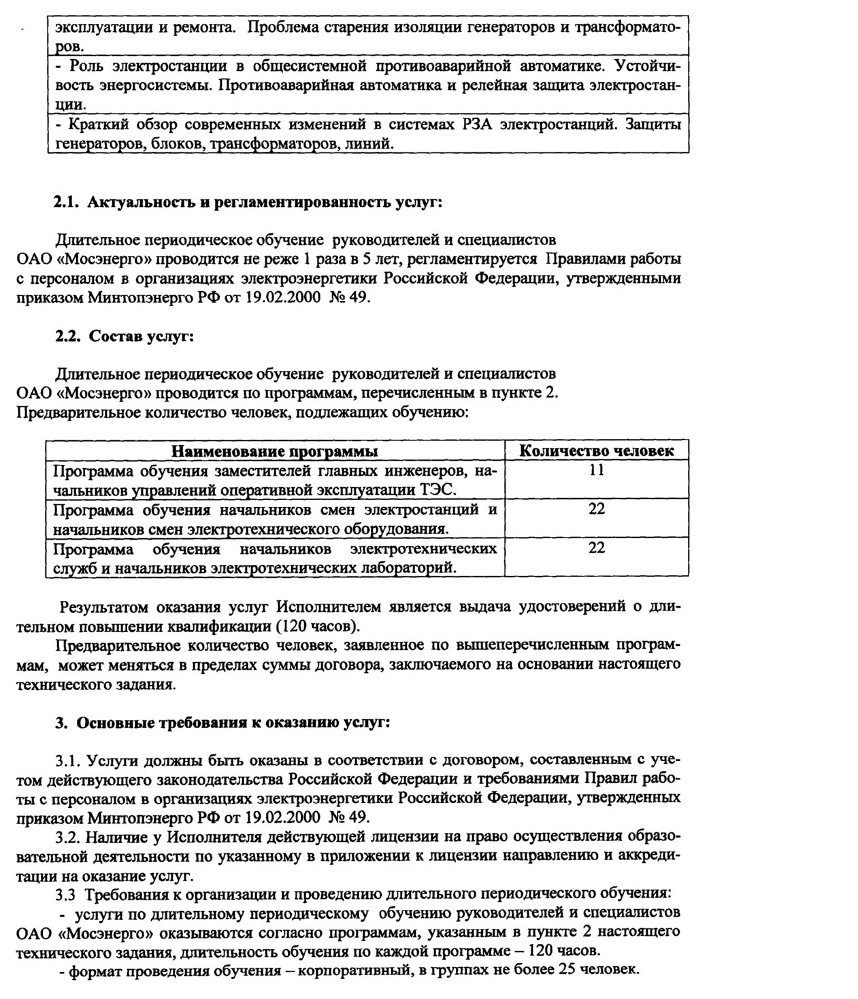 эксплуатации и ремонта. Проблема старения изоляции генераторов и трансформато-
ров.
- Роль электростанции в общесистемной противоаварийной автоматике. Устойчи-
вость энергосистемы. Противоаварийная автоматика и релейная защита электростан-
ции.
- Краткий обзор современных изменений в системах РЗА электростанций. Защиты
генераторов, блоков, трансформаторов, линий.
2.1. Актуальность и регламентированность услуг:
Длительное периодическое обучение руководителей и специалистов
ОАО «Мосэнерго» проводится не реже 1 раза в 5 лет, регламентируется Правилами работы
с персоналом в организациях электроэнергетики Российской Федерации, утвержденными
приказом Минтопэнерго РФ от 19.02.2000 № 49.
2.2. Состав услуг:
Длительное периодическое обучение руководителей и специалистов
ОАО «Мосэнерго» проводится по программам, перечисленным в пункте 2.
Предварительное количество человек, подлежащих обучению:
Наименование программы Количество человек
Программа обучения заместителей главных инженеров, на- 11
чальников управлений оперативной эксплуатации ТЭС.
Программа обучения начальников смен электростанций и 22
начальников смен электротехнического оборудования.
Программа обучения начальников электротехнических 22
служб и начальников электротехнических лабораторий.
Результатом оказания услуг Исполнителем является выдача удостоверений о дли-
тельном повышении квалификации (120 часов).
Предварительное количество человек, заявленное по вышеперечисленным програм-
мам, может меняться в пределах суммы договора, заключаемого на основании настоящего
технического задания.
3. Основные требования к оказанию услуг:
3.1. Услуги должны быть оказаны в соответствии с договором, составленным с уче-
том действующего законодательства Российской Федерации и требованиями Правил рабо-
ты с персоналом в организациях электроэнергетики Российской Федерации, утвержденных
приказом Минтопэнерго РФ от 19.02.2000 № 49.
3.2. Наличие у Исполнителя действующей лицензии на право осуществления образо-
вательной деятельности по указанному в приложении к лицензии направлению и аккреди-
тации на оказание услуг.
3.3 Требования к организации и проведению длительного периодического обучения:
- услуги по длительному периодическому обучению руководителей и специалистов
ОАО «Мосэнерго» оказываются согласно программам, указанным в пункте 2 настоящего
технического задания, длительность обучения по каждой программе – 120 часов.
- формат проведения обучения – корпоративный, в группах не более 25 человек.